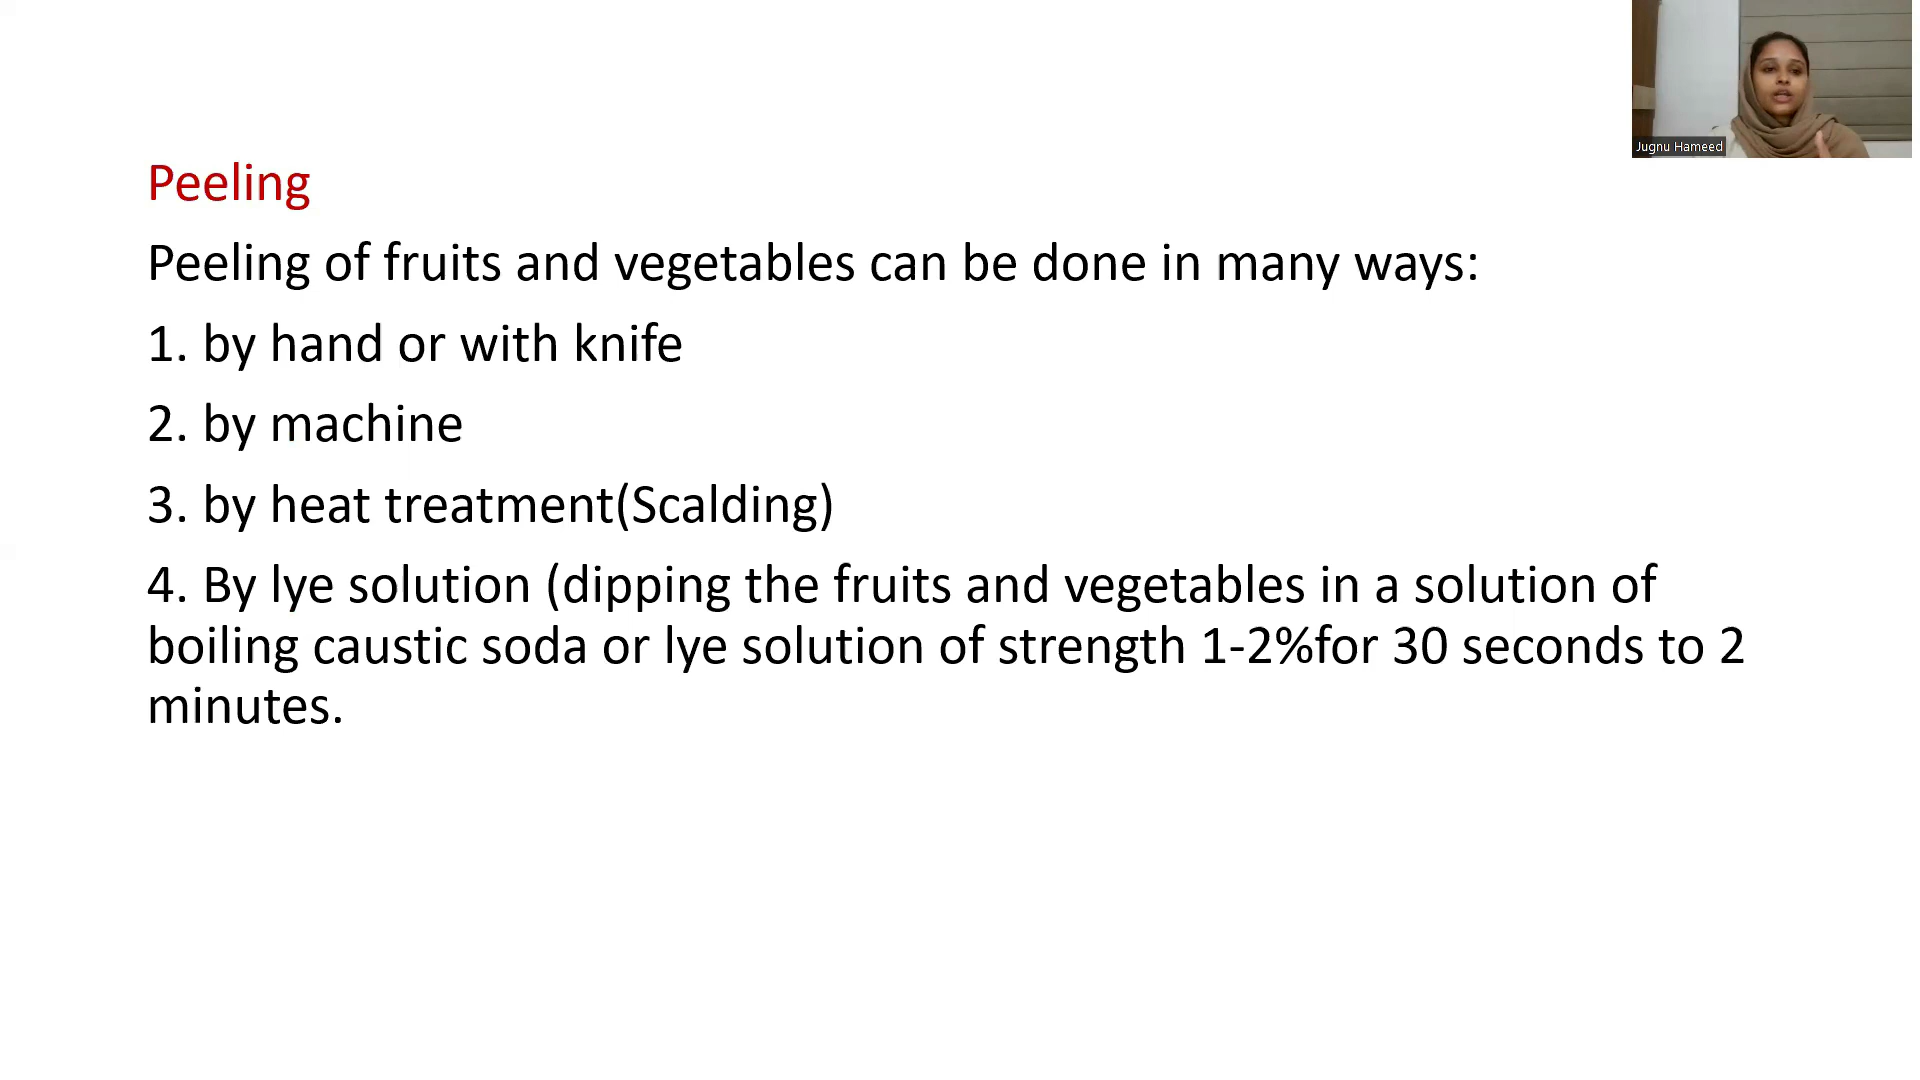 Jugnu Hameed
Peeling
Peeling of fruits and vegetables can be done in many ways:
1. by hand or with knife
2. by machine
3. by heat treatment(Scalding)
4. By lye solution (dipping the fruits and vegetables in a solution of
boiling caustic soda or lye solution of strength 1-2%for 30 seconds to 2
minutes.